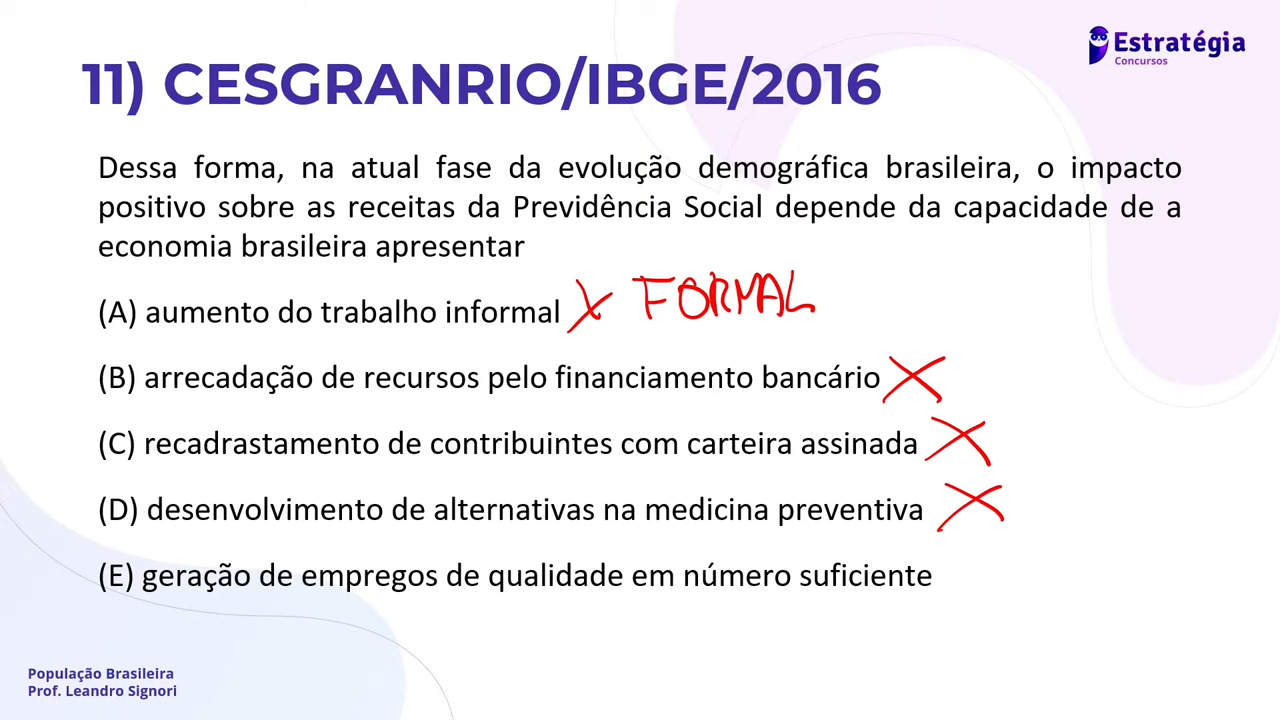 Estratégia
Concursos
11) CESGRANRIO/IBGE/2016
Dessa forma, na atual fase da evolução demográfica brasileira, o impacto
positivo sobre as receitas da Previdência Social depende da capacidade de a
economia brasileira apresentar
(A) aumento do trabalho informal X FORMAL
(B) arrecadação de recursos pelo financiamento bancário X
(C) recadrastamento de contribuintes com carteira assinada X
(D) desenvolvimento de alternativas na medicina preventiva X
(E) geração de empregos de qualidade em número suficiente
População Brasileira
Prof. Leandro Signori